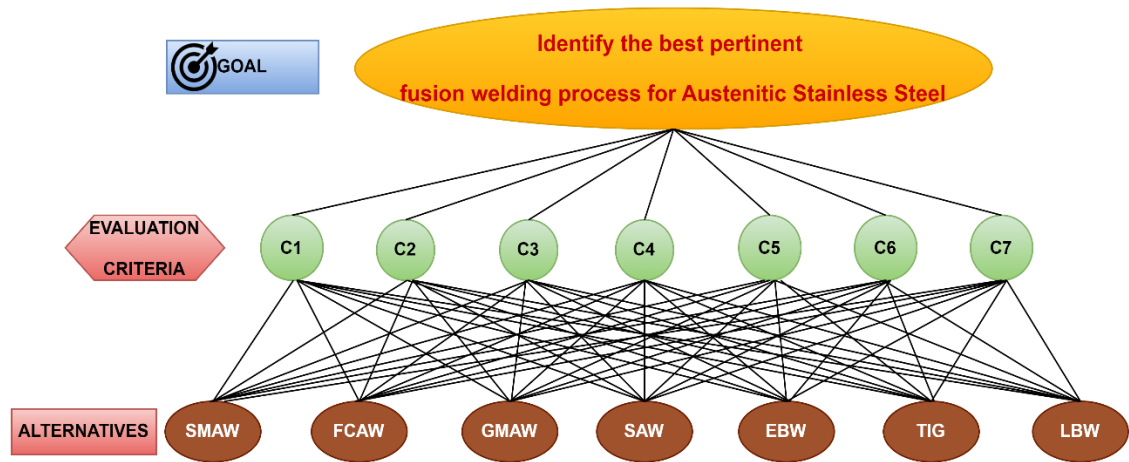 GOAL
Identify the best pertinent
fusion welding process for Austenitic Stainless Steel
EVALUATION
CRITERIA
C1
C2
C3
C4
C5
C6
C7
ALTERNATIVES
SMAW
FCAW
GMAW
SAW
EBW
TIG
LBW